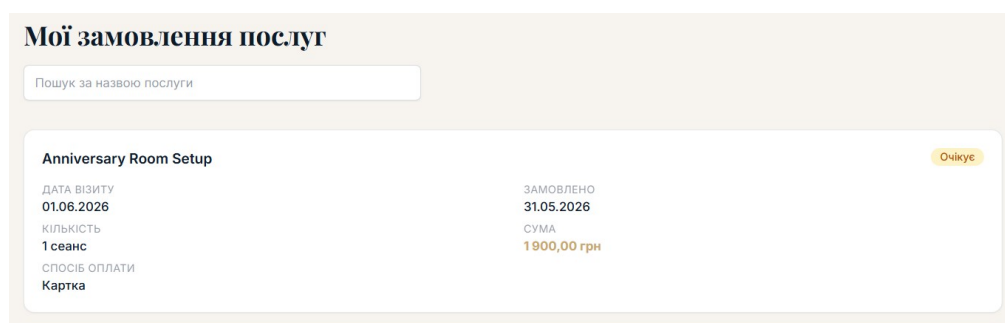 Мої замовлення послуг
Пошук за назвою послуги
Anniversary Room Setup
Очікує
ДАТА ВІЗИТУ
01.06.2026
ЗАМОВЛЕНО
31.05.2026
КІЛЬКІСТЬ
1 сеанс
СУМА
1 900,00 грн
СПОСІБ ОПЛАТИ
Картка